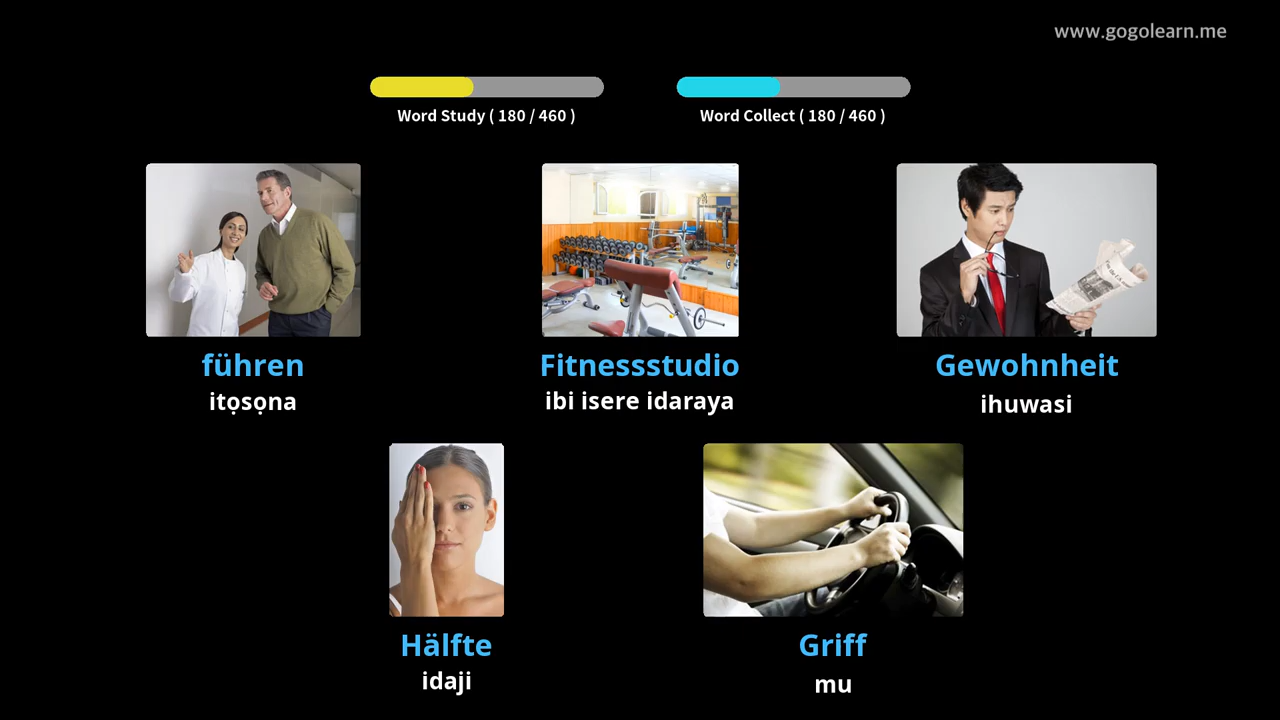 www.gogolearn.me
Word Study ( 180 / 460 )
Word Collect ( 180 / 460 )
führen
itọsọna
Fitnessstudio
ibi isere idaraya
Gewohnheit
ihuwasi
Hälfte
idaji
Griff
mu